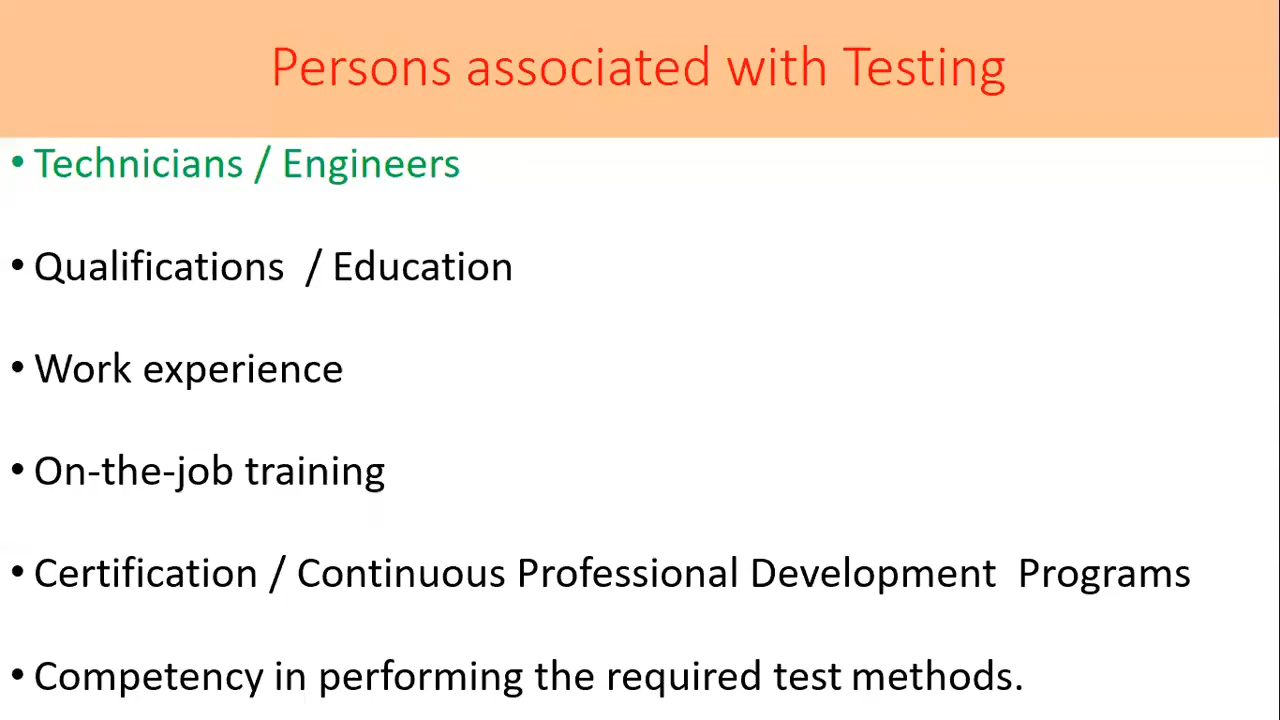 Persons associated with Testing
• Technicians / Engineers
• Qualifications / Education
• Work experience
• On-the-job training
• Certification / Continuous Professional Development Programs
• Competency in performing the required test methods.